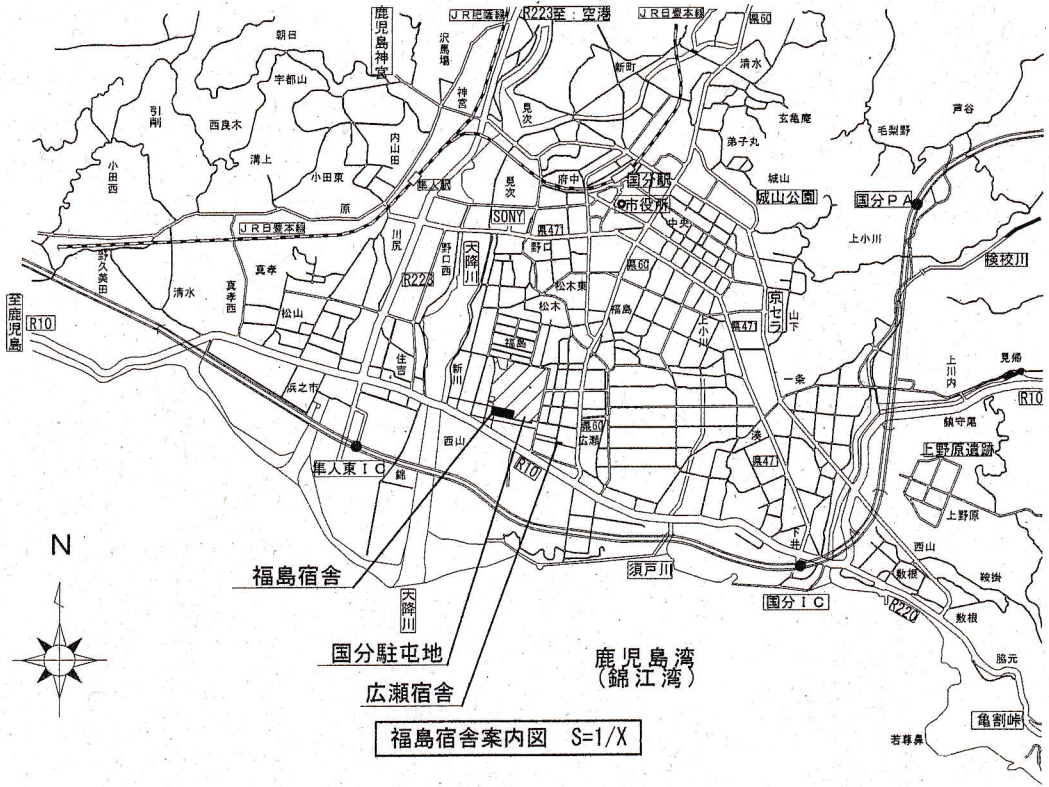 JR肥薩線
R223至:空港
JR日豊本線
県60
鹿児島神宮
朝日
沢馬場
宇都山
神宮
新町
清水
引削
西良木
見次
玄亀庵
毛梨野
芦谷
内山田
弟子丸
溝上
小田西
小田東
隼人駅
見次
府中
国分駅
城山
城山公園
国分PA
原
SONY
市役所
中央
JR日豊本線
川尻
野口西
大降川
野口
県47
上小川
検校川
野久美田
真孝
清水
真孝西
R223
県60
松木東
松木
福島
京セラ
山下
至鹿児島
R10
松山
上小川
県47
福島
住吉
新川
一条
上川内
見帰
R10
浜之市
県60
広瀬
湊
鎮守尾
西山
R10
県47
上野原遺跡
隼人東IC
錦
上野原
下井
西山
N
福島宿舎
須戸川
敷根
鞍掛
大降川
国分IC
R220
敷根
国分駐屯地
鹿児島湾
(錦江湾)
脇元
広瀬宿舎
亀割峠
福島宿舎案内図 S=1/X
若尊鼻